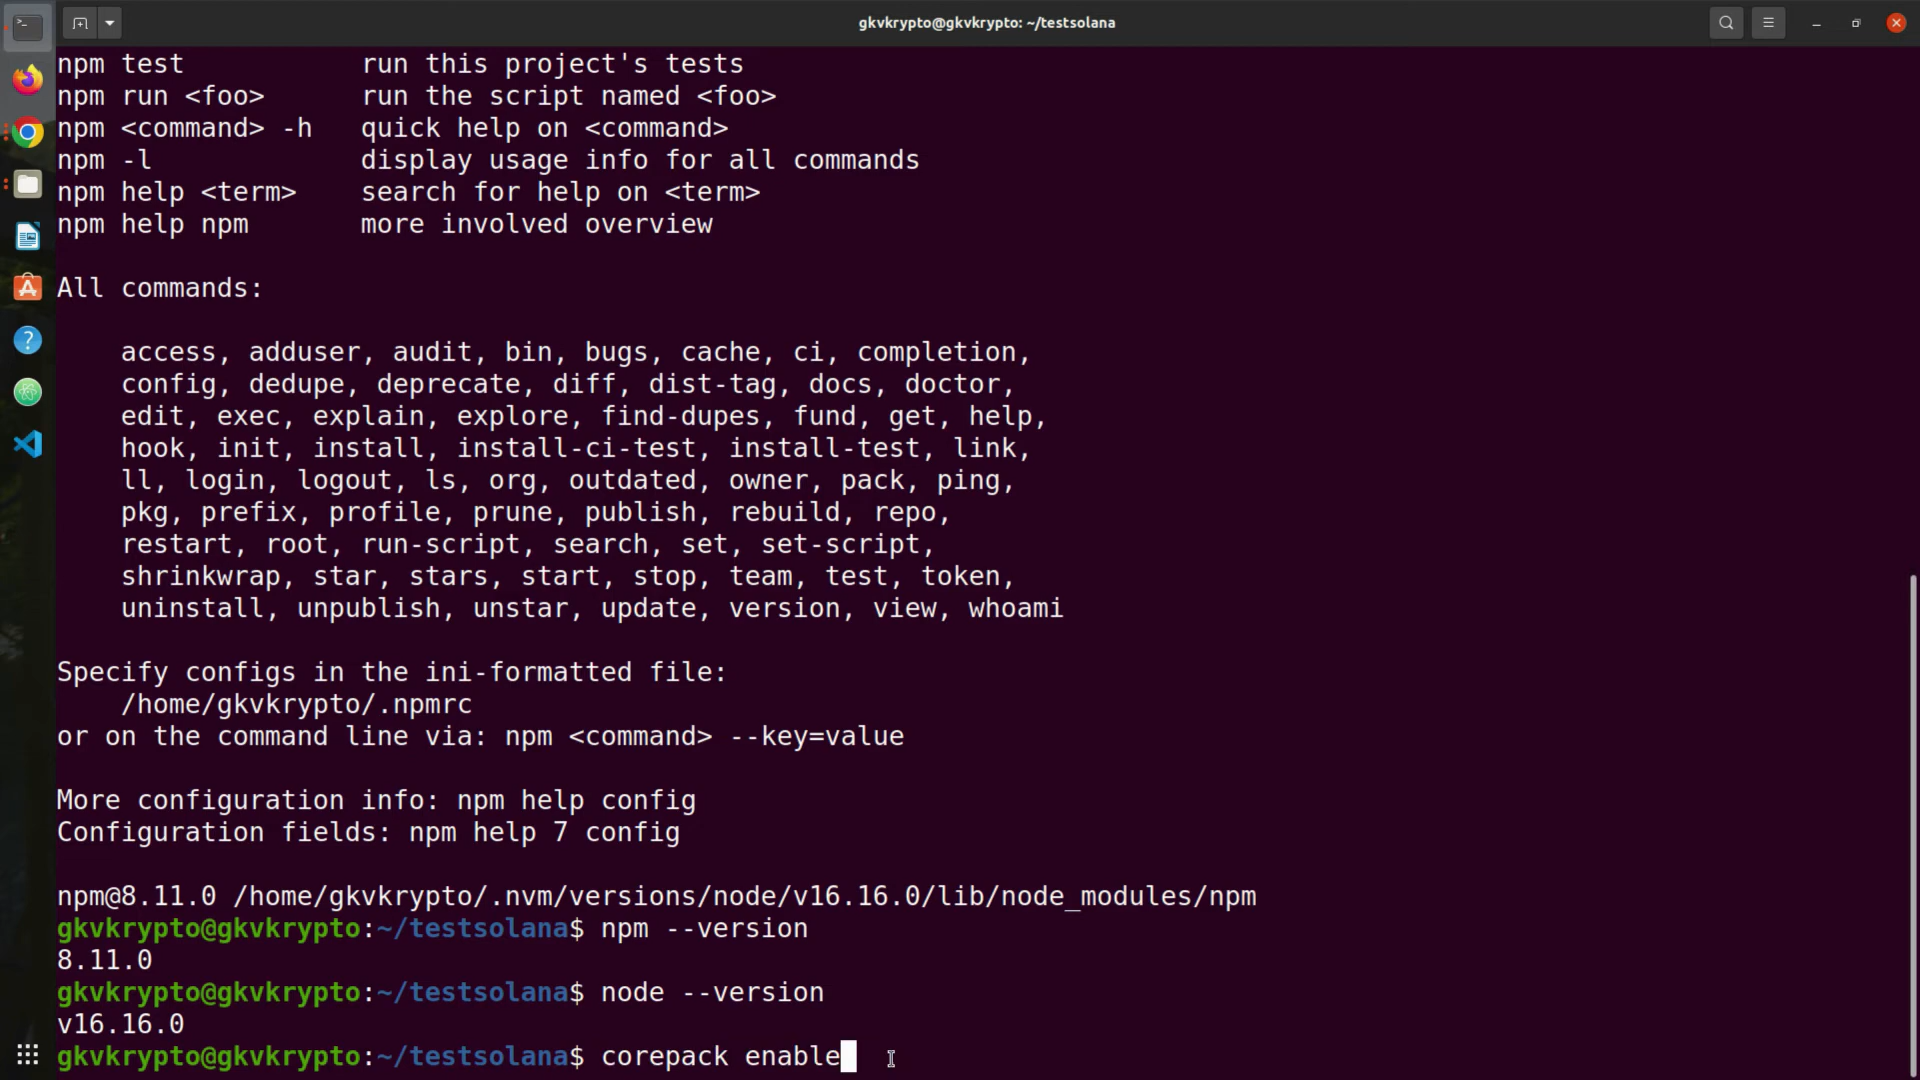 gkvkrypto@gkvkrypto: ~/testsolana
npm test           run this project's tests
npm run <foo>      run the script named <foo>
npm <command> -h   quick help on <command>
npm -l             display usage info for all commands
npm help <term>    search for help on <term>
npm help npm       more involved overview
All commands:
access, adduser, audit, bin, bugs, cache, ci, completion,
config, dedupe, deprecate, diff, dist-tag, docs, doctor,
edit, exec, explain, explore, find-dupes, fund, get, help,
hook, init, install, install-ci-test, install-test, link,
ll, login, logout, ls, org, outdated, owner, pack, ping,
pkg, prefix, profile, prune, publish, rebuild, repo,
restart, root, run-script, search, set, set-script,
shrinkwrap, star, stars, start, stop, team, test, token,
uninstall, unpublish, unstar, update, version, view, whoami
Specify configs in the ini-formatted file:
/home/gkvkrypto/.npmrc
or on the command line via: npm <command> --key=value
More configuration info: npm help config
Configuration fields: npm help 7 config
npm@8.11.0 /home/gkvkrypto/.nvm/versions/node/v16.16.0/lib/node_modules/npm
gkvkrypto@gkvkrypto:~/testsolana$ npm --version
8.11.0
gkvkrypto@gkvkrypto:~/testsolana$ node --version
v16.16.0
gkvkrypto@gkvkrypto:~/testsolana$ corepack enable